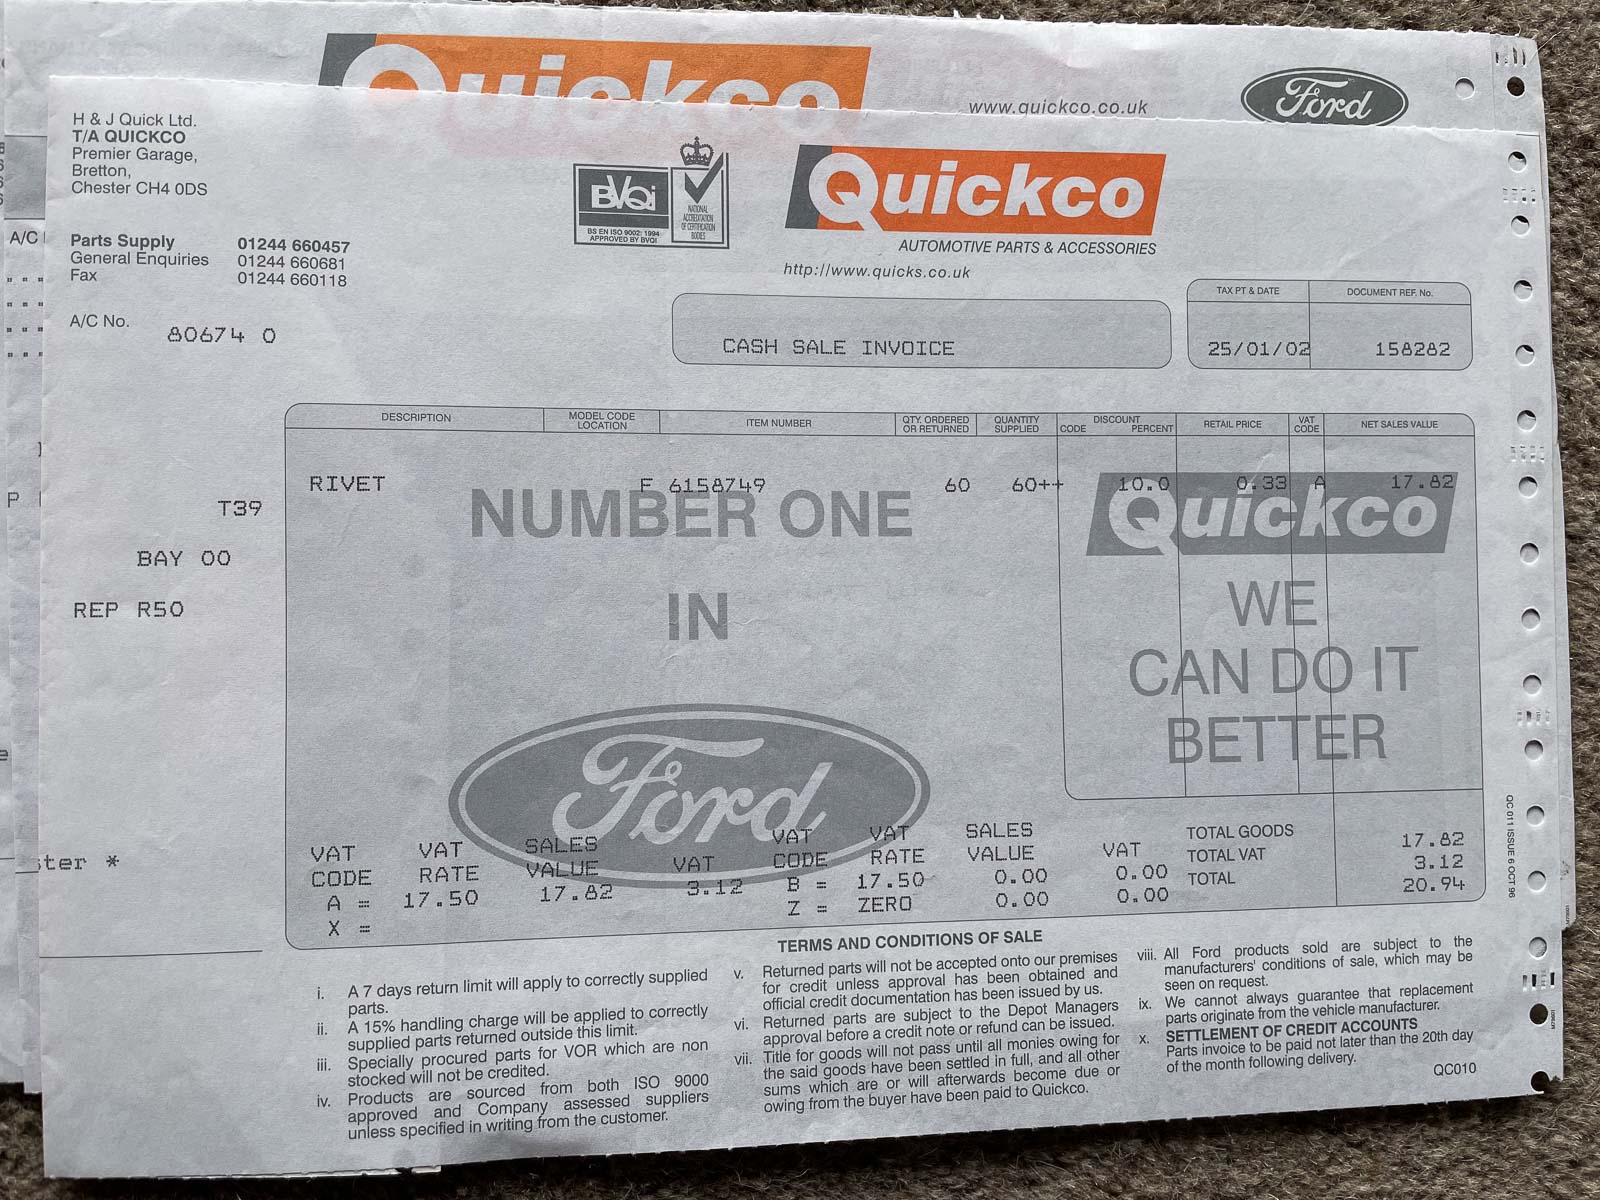 Quickco
www.quickco.co.uk
Ford
H & J Quick Ltd.
T/A QUICKCO
Premier Garage,
Bretton,
Chester CH4 0DS
Parts Supply 01244 660457
General Enquiries 01244 660681
Fax 01244 660118
A/C No. 80674 0
BVQi
BS EN ISO 9002: 1994
APPROVED BY BVQI
NATIONAL
ACCREDITATION
OF CERTIFICATION
BODIES
Quickco
AUTOMOTIVE PARTS & ACCESSORIES
http://www.quicks.co.uk
CASH SALE INVOICE
TAX PT & DATE DOCUMENT REF. No.
25/01/02 158282
A/C
DESCRIPTION MODEL CODE LOCATION ITEM NUMBER QTY. ORDERED OR RETURNED QUANTITY SUPPLIED DISCOUNT CODE PERCENT RETAIL PRICE VAT CODE NET SALES VALUE
RIVET F 6158749 60 60++ 10.0 0.33 A 17.82
T39
BAY 00
REP R50
NUMBER ONE
IN
Ford
Quickco
WE
CAN DO IT
BETTER
VAT CODE VAT RATE SALES VALUE VAT VAT CODE VAT RATE SALES VALUE VAT
A = 17.50 17.82 3.12 B = 17.50 0.00 0.00
X = Z = ZERO 0.00 0.00
TOTAL GOODS 17.82
TOTAL VAT 3.12
TOTAL 20.94
ster *
QC 011 ISSUE 6 OCT 96
TERMS AND CONDITIONS OF SALE
i. A 7 days return limit will apply to correctly supplied
parts.
ii. A 15% handling charge will be applied to correctly
supplied parts returned outside this limit.
iii. Specially procured parts for VOR which are non
stocked will not be credited.
iv. Products are sourced from both ISO 9000
approved and Company assessed suppliers
unless specified in writing from the customer.
v. Returned parts will not be accepted onto our premises
for credit unless approval has been obtained and
official credit documentation has been issued by us.
vi. Returned parts are subject to the Depot Managers
approval before a credit note or refund can be issued.
vii. Title for goods will not pass until all monies owing for
the said goods have been settled in full, and all other
sums which are or will afterwards become due or
owing from the buyer have been paid to Quickco.
viii. All Ford products sold are subject to the
manufacturers' conditions of sale, which may be
seen on request.
ix. We cannot always guarantee that replacement
parts originate from the vehicle manufacturer.
x. SETTLEMENT OF CREDIT ACCOUNTS
Parts invoice to be paid not later than the 20th day
of the month following delivery.
QC010